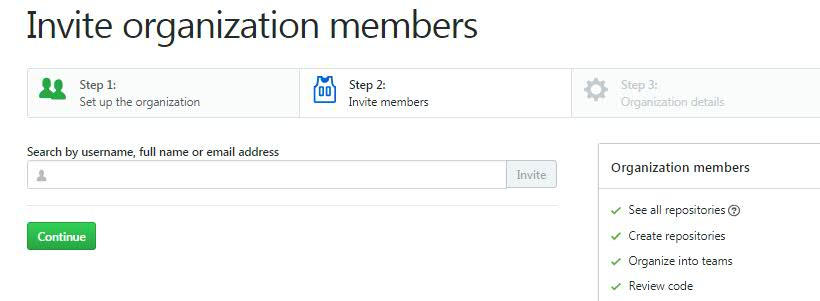 Invite organization members
Step 1:
Set up the organization
Step 2:
Invite members
Step 3:
Organization details
Search by username, full name or email address
Invite
Continue
Organization members
See all repositories
Create repositories
Organize into teams
Review code